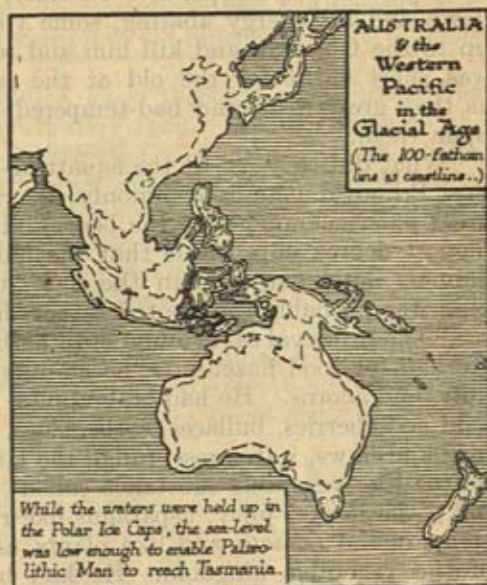 AUSTRALIA
& the
Western
Pacific
in the
Glacial Age
(The 100-fathom
line as coastline..)
While the waters were held up in
the Polar Ice Caps, the sea-level
was low enough to enable Palæo-
lithic Man to reach Tasmania.